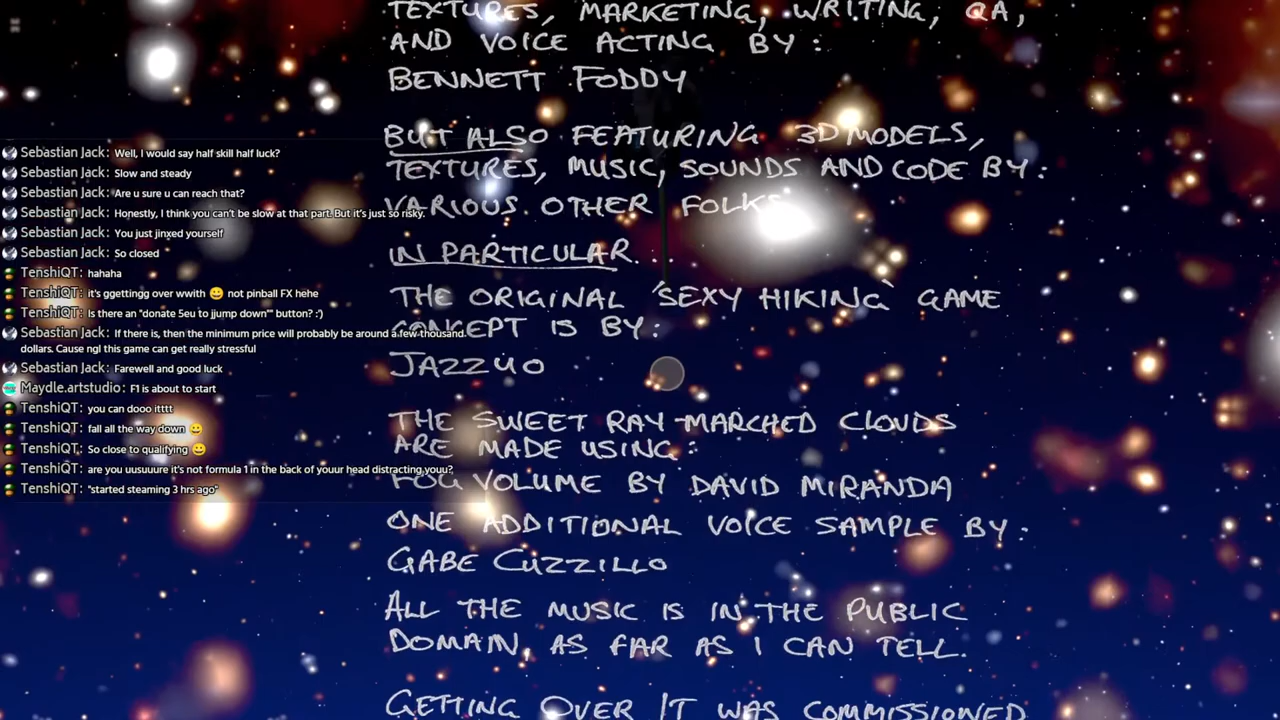 TEXTURES, MARKETING, WRITING, QA,
AND VOICE ACTING BY:
BENNETT FODDY
BUT ALSO FEATURING 3D MODELS,
TEXTURES, MUSIC, SOUNDS AND CODE BY:
VARIOUS OTHER FOLKS
IN PARTICULAR...
THE ORIGINAL 'SEXY HIKING' GAME
CONCEPT IS BY:
JAZZUO
THE SWEET RAY-MARCHED CLOUDS
ARE MADE USING:
FOG VOLUME BY DAVID MIRANDA
ONE ADDITIONAL VOICE SAMPLE BY:
GABE CUZZILLO
ALL THE MUSIC IS IN THE PUBLIC
DOMAIN, AS FAR AS I CAN TELL.
GETTING OVER IT WAS COMMISSIONED
Sebastian Jack: Well, I would say half skill half luck?
Sebastian Jack: Slow and steady
Sebastian Jack: Are u sure u can reach that?
Sebastian Jack: Honestly, I think you can't be slow at that part. But it's just so risky.
Sebastian Jack: You just jinxed yourself
Sebastian Jack: So closed
TenshiQT: hahaha
TenshiQT: it's ggettingg over wwith 😀 not pinball FX hehe
TenshiQT: Is there an "donate 5eu to jjump down"" button? :')
Sebastian Jack: If there is, then the minimum price will probably be around a few thousand.
dollars. Cause ngl this game can get really stressful
Sebastian Jack: Farewell and good luck
Maydle.artstudio: F1 is about to start
TenshiQT: you can dooo itttt
TenshiQT: fall all the way down 😀
TenshiQT: So close to qualifying 😀
TenshiQT: are you uusuuure it's not formula 1 in the back of youur head distracting youu?
TenshiQT: "started steaming 3 hrs ago"